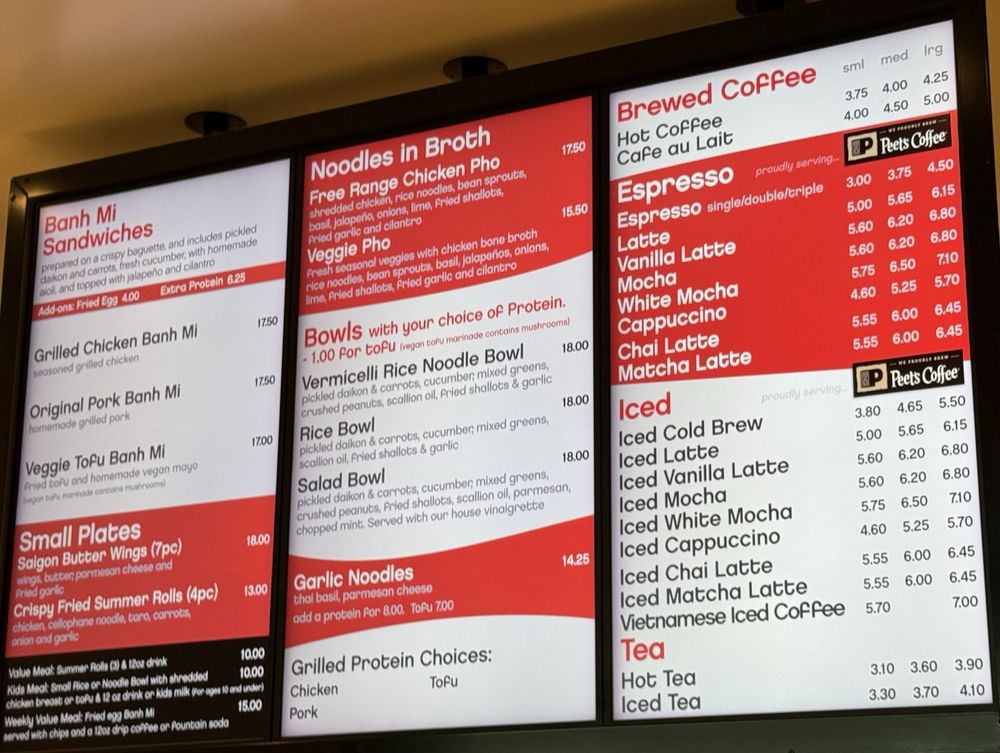 Banh Mi
Sandwiches
prepared on a crispy baguette, and includes pickled
daikon and carrots, fresh cucumber, with homemade
aioli, and topped with jalapeño and cilantro
Add-ons: Fried Egg 4.00 Extra Protein 6.25
Grilled Chicken Banh Mi 17.50
seasoned grilled chicken
Original Pork Banh Mi 17.50
homemade grilled pork
Veggie Tofu Banh Mi 17.00
fried tofu and homemade vegan mayo
(vegan tofu marinade contains mushrooms)
Small Plates
Saigon Butter Wings (7pc) 18.00
wings, butter, parmesan cheese and
fried garlic
Crispy Fried Summer Rolls (4pc) 13.00
chicken, cellophane noodle, taro, carrots,
onion and garlic
Value Meal: Summer Rolls (3) & 12oz drink 10.00
Kids Meal: Small Rice or Noodle Bowl with shredded 10.00
chicken breast or tofu & 12 oz drink or kids milk (For ages 10 and under)
Weekly Value Meal: Fried egg Banh Mi 15.00
served with chips and a 12oz drip coffee or fountain soda
Noodles in Broth
Free Range Chicken Pho 17.50
shredded chicken, rice noodles, bean sprouts,
basil, jalapeño, onions, lime, fried shallots,
fried garlic and cilantro
Veggie Pho 15.50
Fresh seasonal veggies with chicken bone broth
rice noodles, bean sprouts, basil, jalapeños, onions,
lime, fried shallots, fried garlic and cilantro
Bowls with your choice of Protein.
- 1.00 for tofu (vegan tofu marinade contains mushrooms)
Vermicelli Rice Noodle Bowl 18.00
pickled daikon & carrots, cucumber, mixed greens,
crushed peanuts, scallion oil, fried shallots & garlic
Rice Bowl 18.00
pickled daikon & carrots, cucumber, mixed greens,
scallion oil, fried shallots & garlic
Salad Bowl 18.00
pickled daikon & carrots, cucumber, mixed greens,
crushed peanuts, fried shallots, scallion oil, parmesan,
chopped mint. Served with our house vinaigrette
Garlic Noodles 14.25
thai basil, parmesan cheese
add a protein for 8.00. Tofu 7.00
Grilled Protein Choices:
Chicken Tofu
Pork
Brewed Coffee sml med lrg
Hot Coffee 3.75 4.00 4.25
Cafe au Lait 4.00 4.50 5.00
Espresso proudly serving... WE PROUDLY BREW Peet's Coffee
Espresso single/double/triple 3.00 3.75 4.50
Latte 5.00 5.65 6.15
Vanilla Latte 5.60 6.20 6.80
Mocha 5.60 6.20 6.80
White Mocha 5.75 6.50 7.10
Cappuccino 4.60 5.25 5.70
Chai Latte 5.55 6.00 6.45
Matcha Latte 5.55 6.00 6.45
Iced proudly serving... WE PROUDLY BREW Peet's Coffee
Iced Cold Brew 3.80 4.65 5.50
Iced Latte 5.00 5.65 6.15
Iced Vanilla Latte 5.60 6.20 6.80
Iced Mocha 5.60 6.20 6.80
Iced White Mocha 5.75 6.50 7.10
Iced Cappuccino 4.60 5.25 5.70
Iced Chai Latte 5.55 6.00 6.45
Iced Matcha Latte 5.55 6.00 6.45
Vietnamese Iced Coffee 5.70 7.00
Tea
Hot Tea 3.10 3.60 3.90
Iced Tea 3.30 3.70 4.10